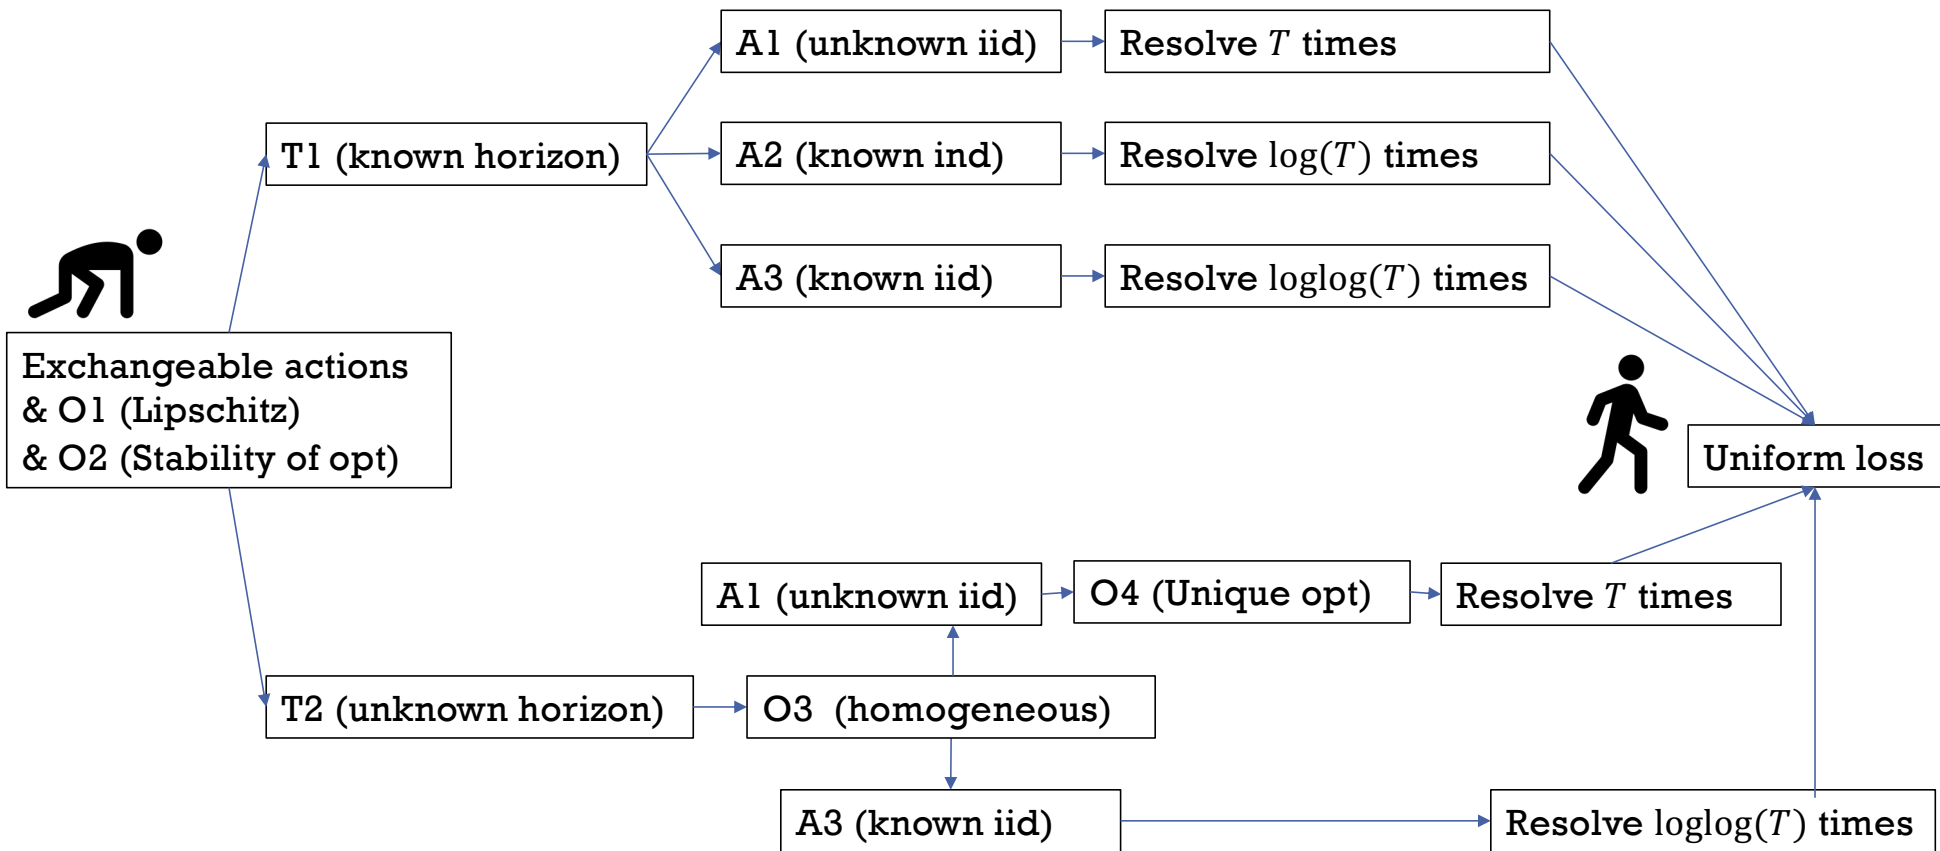 A1 (unknown iid)
Resolve T times
T1 (known horizon)
A2 (known ind)
Resolve log(T) times
A3 (known iid)
Resolve loglog(T) times
Exchangeable actions
& O1 (Lipschitz)
& O2 (Stability of opt)
Uniform loss
A1 (unknown iid)
O4 (Unique opt)
Resolve T times
T2 (unknown horizon)
O3 (homogeneous)
A3 (known iid)
Resolve loglog(T) times